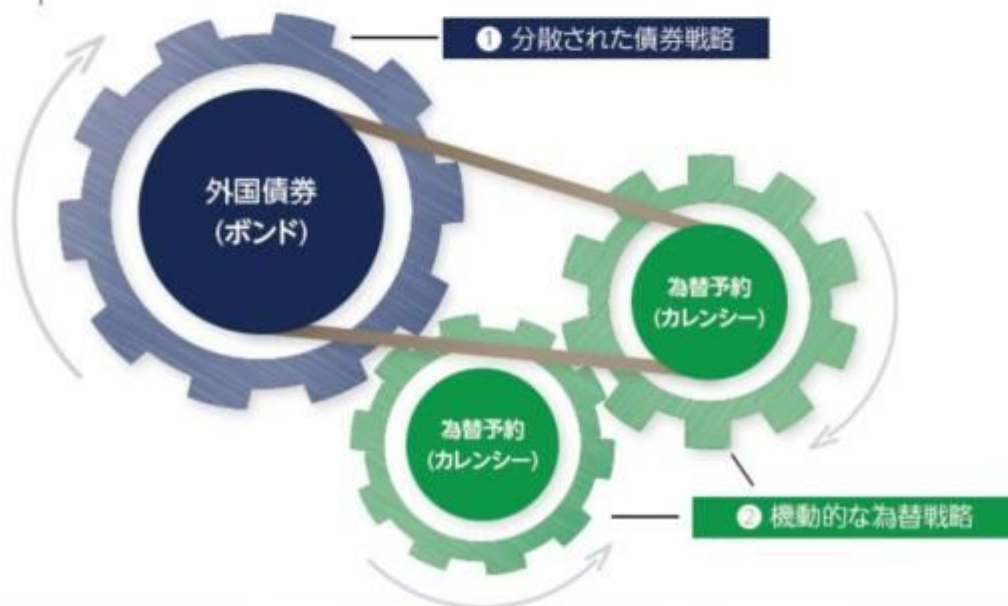 ❶ 分散された債券戦略
外国債券
(ボンド)
為替予約
(カレンシー)
為替予約
(カレンシー)
❷ 機動的な為替戦略